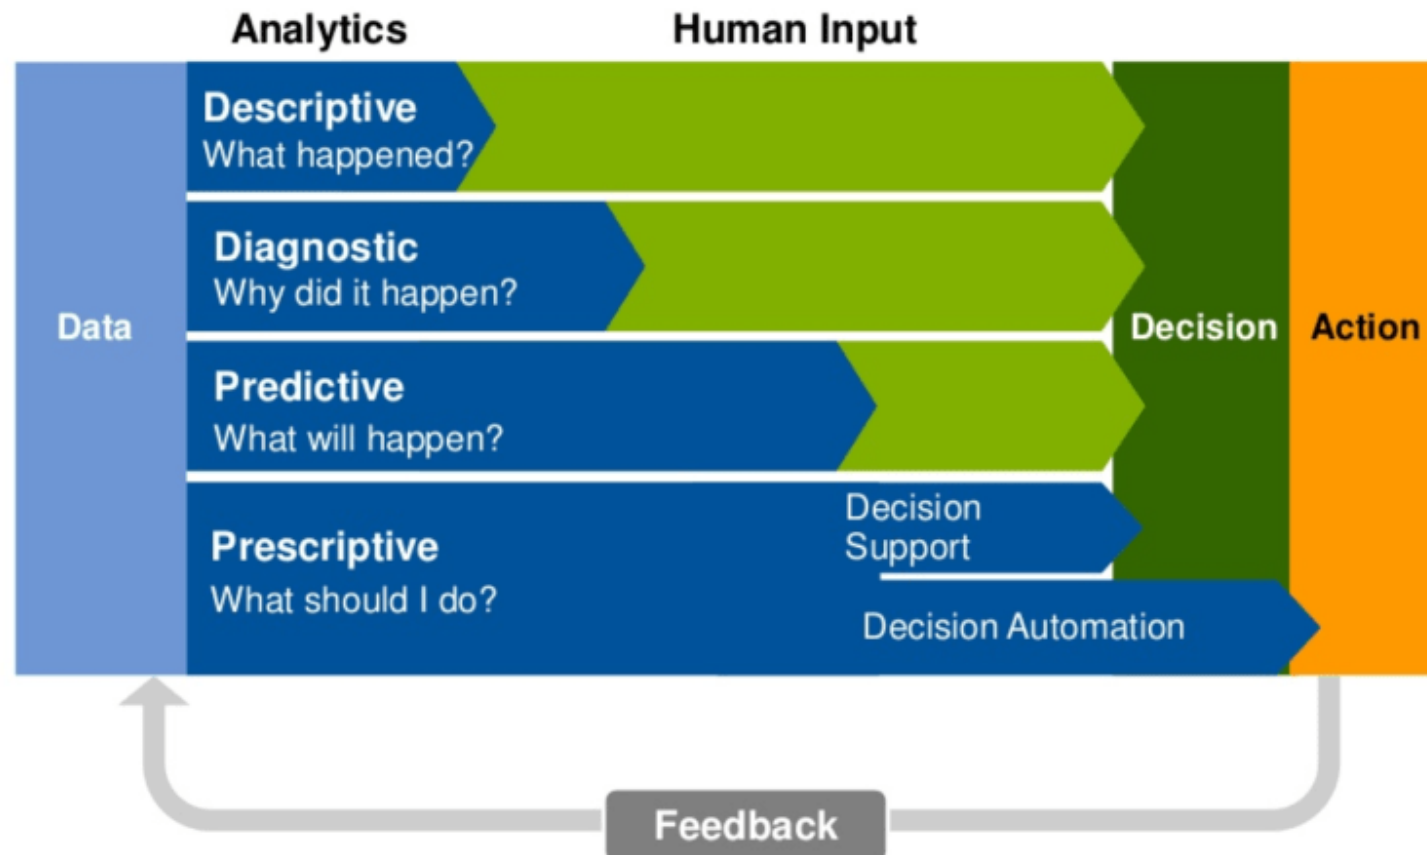 Analytics
Human Input
Descriptive
What happened?
Diagnostic
Why did it happen?
Data
Decision
Action
Predictive
What will happen?
Decision
Support
Prescriptive
What should I do?
Decision Automation
Feedback